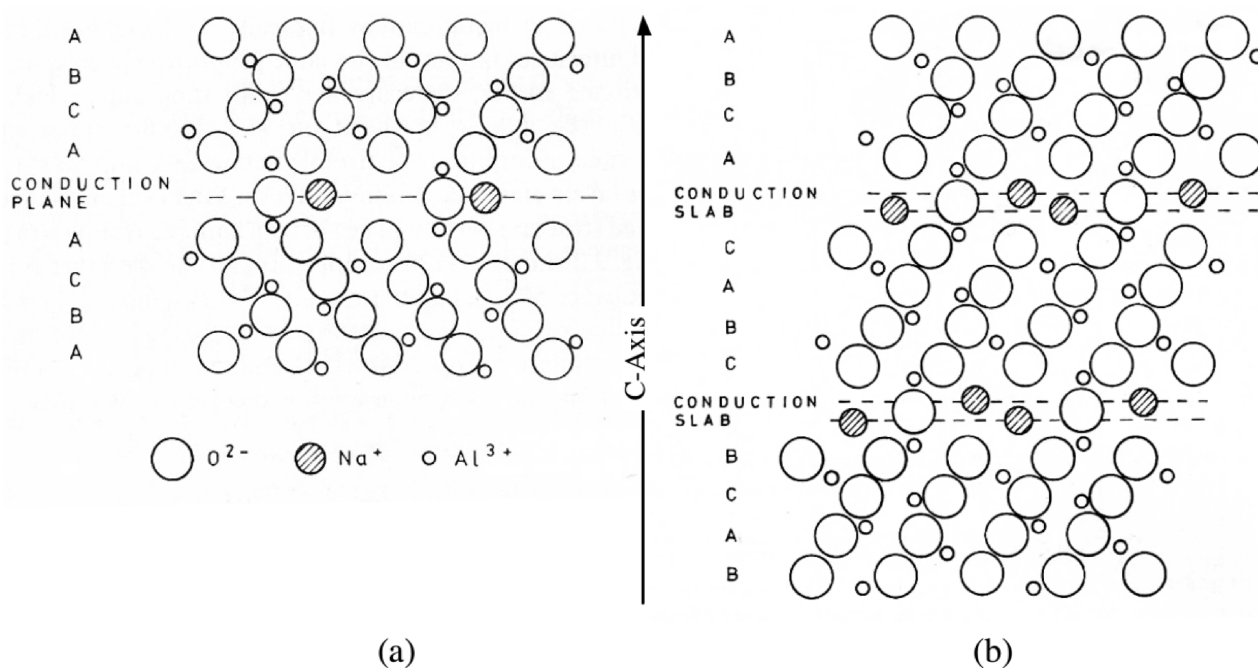 A
B
C
A
CONDUCTION
PLANE
A
C
B
A
O²⁻
Na⁺
Al³⁺
(a)
C-Axis
A
B
C
A
CONDUCTION
SLAB
C
A
B
C
CONDUCTION
SLAB
B
C
A
B
(b)